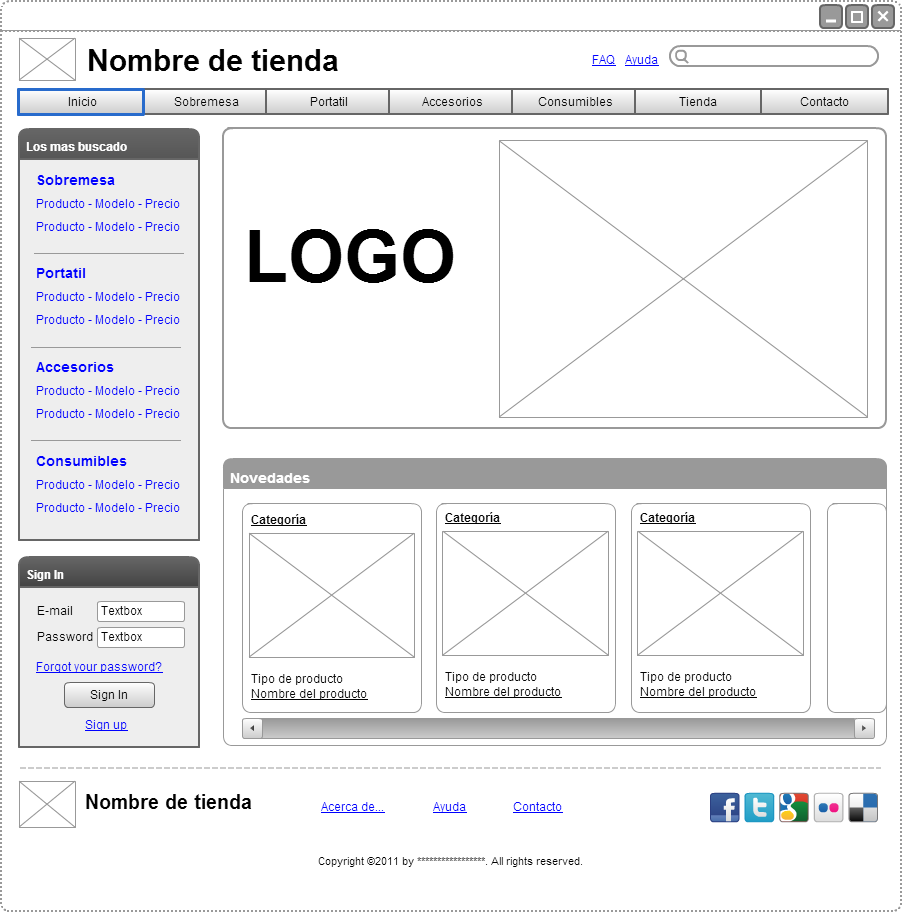 Nombre de tienda
FAQ Ayuda
Inicio Sobremesa Portatil Accesorios Consumibles Tienda Contacto
Los mas buscado
Sobremesa
Producto - Modelo - Precio
Producto - Modelo - Precio
Portatil
Producto - Modelo - Precio
Producto - Modelo - Precio
Accesorios
Producto - Modelo - Precio
Producto - Modelo - Precio
Consumibles
Producto - Modelo - Precio
Producto - Modelo - Precio
Sign In
E-mail Textbox
Password Textbox
Forgot your password?
Sign In
Sign up
LOGO
Novedades
Categoría
Tipo de producto
Nombre del producto
Categoría
Tipo de producto
Nombre del producto
Categoría
Tipo de producto
Nombre del producto
Nombre de tienda
Acerca de... Ayuda Contacto
Copyright ©2011 by *****************. All rights reserved.